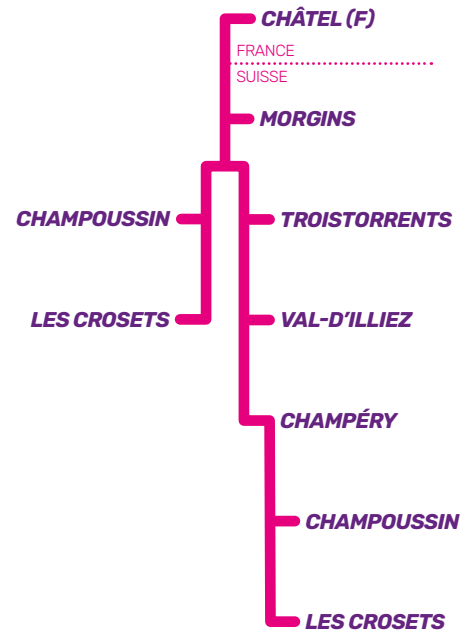 CHÂTEL (F)
FRANCE
SUISSE
MORGINS
CHAMPOUSSIN
TROISTORRENTS
LES CROSETS
VAL-D'ILLIEZ
CHAMPÉRY
CHAMPOUSSIN
LES CROSETS